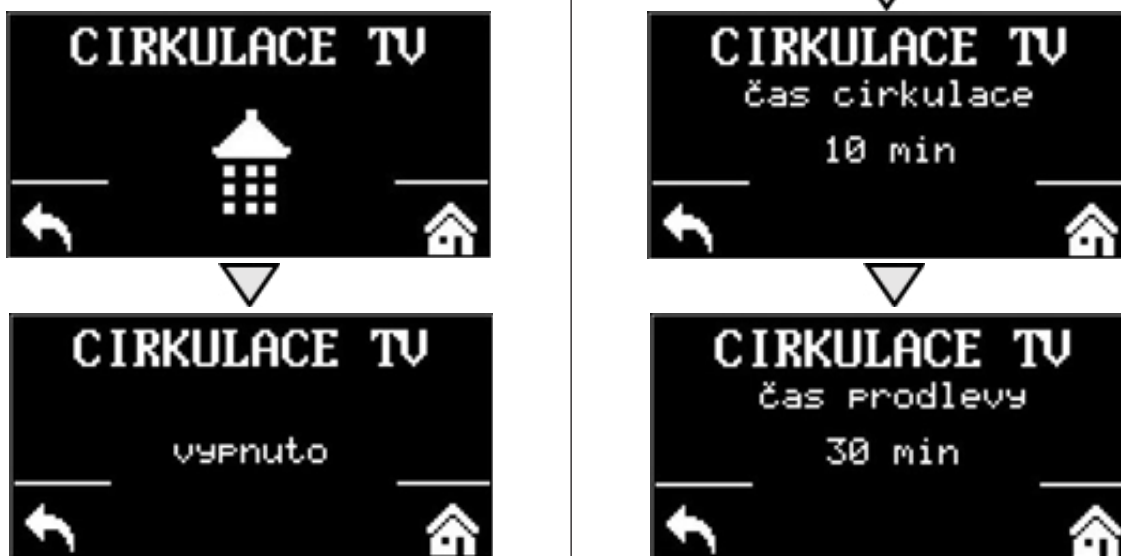 CIRKULACE TV
CIRKULACE TV
vypnuto
CIRKULACE TV
čas cirkulace
10 min
CIRKULACE TV
čas prodlevy
30 min